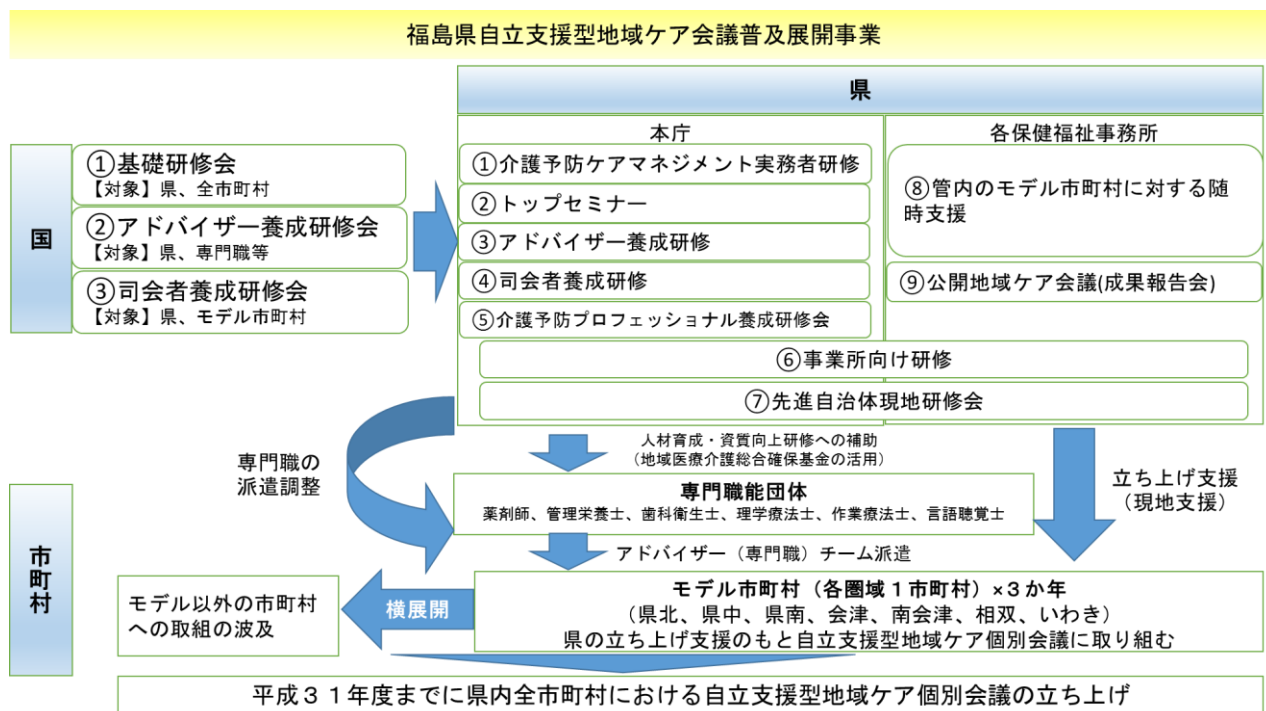 福島県自立支援型地域ケア会議普及展開事業
国
①基礎研修会
【対象】県、全市町村
②アドバイザー養成研修会
【対象】県、専門職等
③司会者養成研修会
【対象】県、モデル市町村
県
本庁
①介護予防ケアマネジメント実務者研修
②トップセミナー
③アドバイザー養成研修
④司会者養成研修
⑤介護予防プロフェッショナル養成研修会
各保健福祉事務所
⑧管内のモデル市町村に対する随
時支援
⑨公開地域ケア会議(成果報告会)
⑥事業所向け研修
⑦先進自治体現地研修会
専門職の
派遣調整
人材育成・資質向上研修への補助
（地域医療介護総合確保基金の活用）
立ち上げ支援
（現地支援）
専門職能団体
薬剤師、管理栄養士、歯科衛生士、理学療法士、作業療法士、言語聴覚士
アドバイザー（専門職）チーム派遣
市町村
モデル市町村（各圏域１市町村）×３か年
（県北、県中、県南、会津、南会津、相双、いわき）
県の立ち上げ支援のもと自立支援型地域ケア個別会議に取り組む
横展開
モデル以外の市町村
への取組の波及
平成３１年度までに県内全市町村における自立支援型地域ケア個別会議の立ち上げ